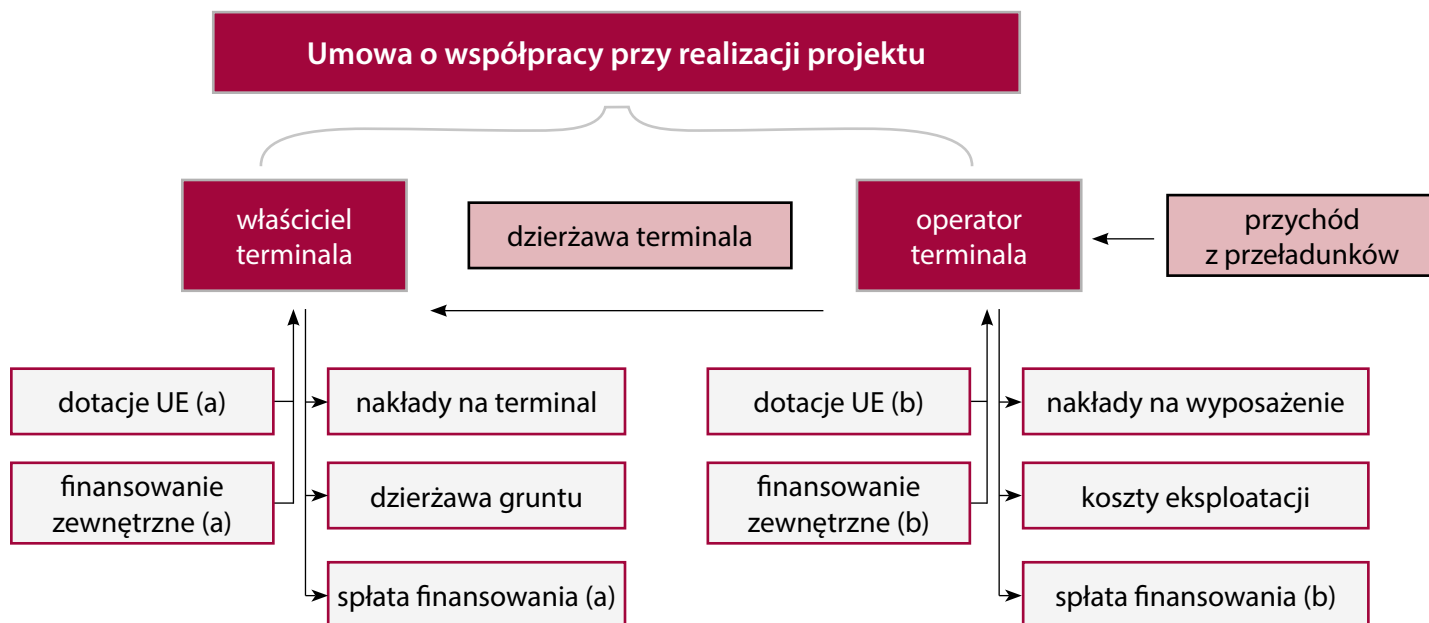 Umowa o współpracy przy realizacji projektu
właściciel
terminala
dzierżawa terminala
operator
terminala
przychód
z przeładunków
dotacje UE (a)
nakłady na terminal
dotacje UE (b)
nakłady na wyposażenie
finansowanie
zewnętrzne (a)
dzierżawa gruntu
finansowanie
zewnętrzne (b)
koszty eksploatacji
spłata finansowania (a)
spłata finansowania (b)